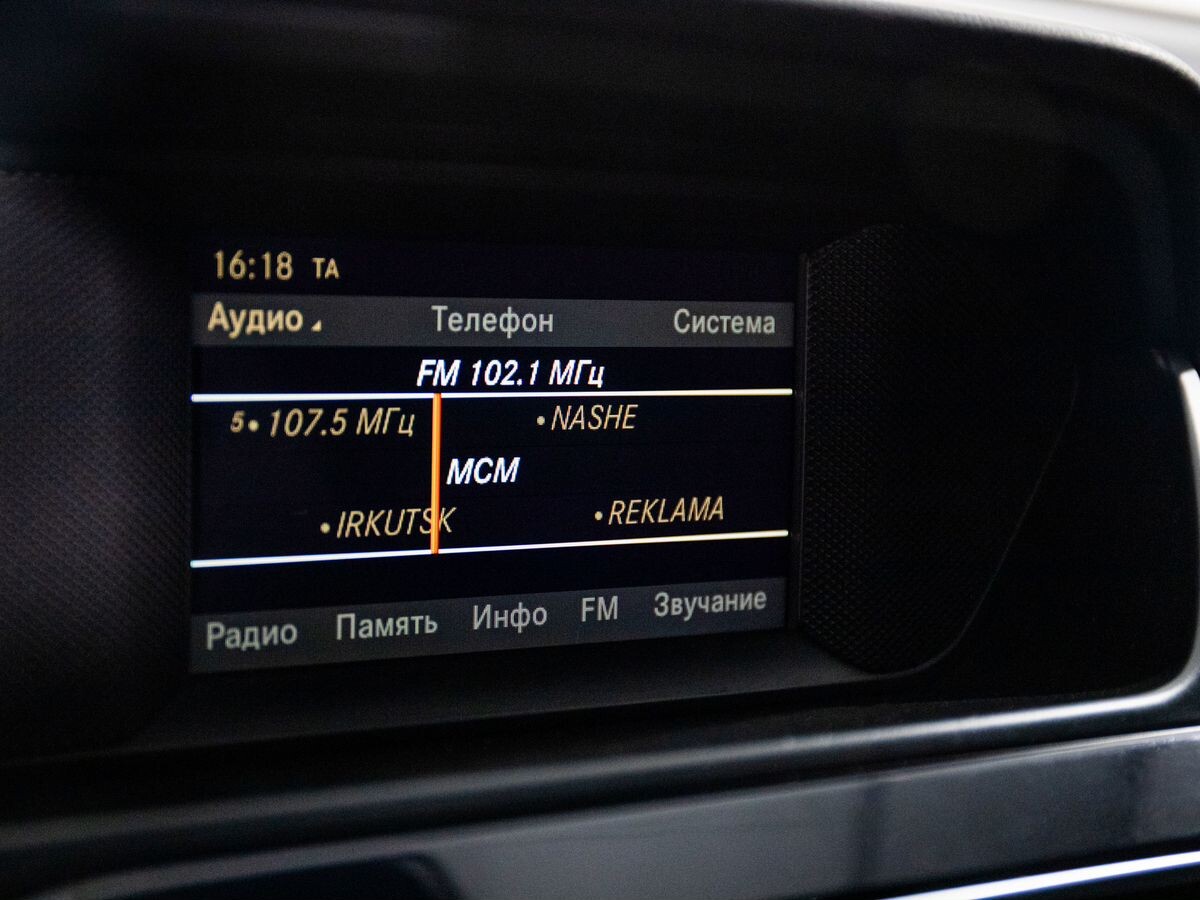 16:18 TA
Аудио Телефон Система
FM 102.1 МГц
5• 107.5 МГц •NASHE
МСМ
•IRKUTSK •REKLAMA
Радио Память Инфо FM Звучание